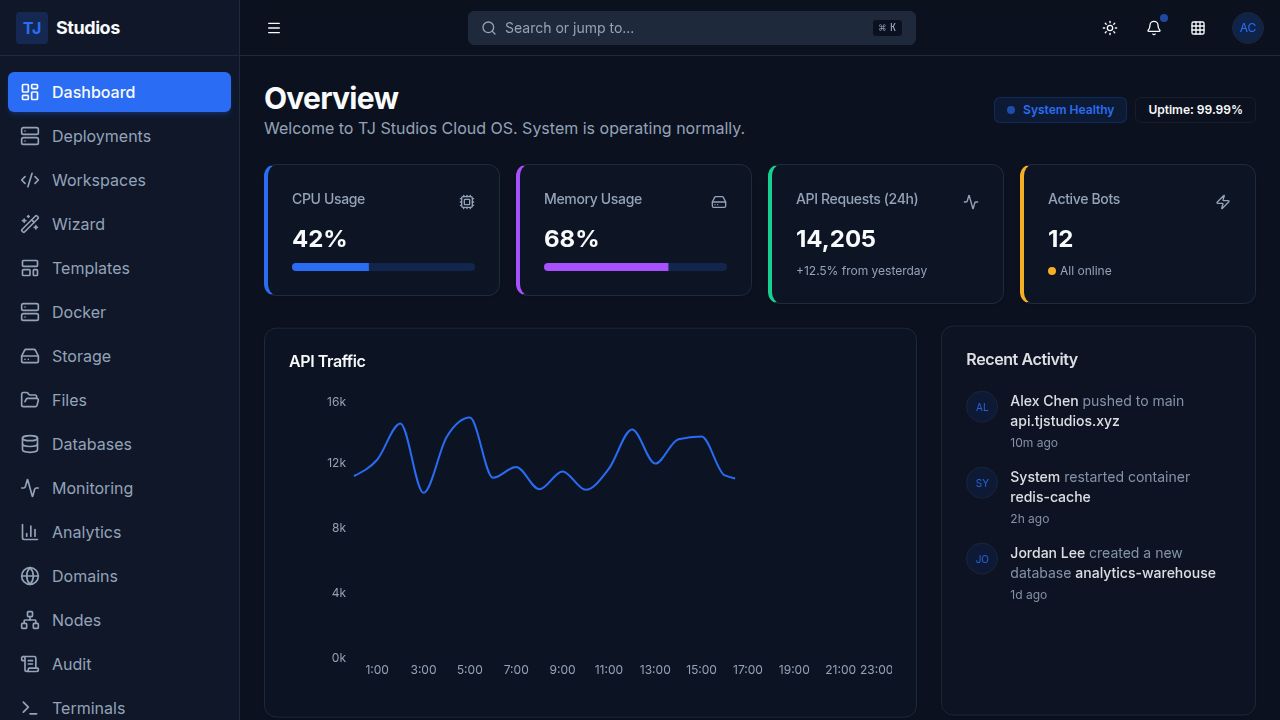 TJ Studios
Search or jump to...
⌘ K
AC
Dashboard
Deployments
Workspaces
Wizard
Templates
Docker
Storage
Files
Databases
Monitoring
Analytics
Domains
Nodes
Audit
Terminals
Overview
Welcome to TJ Studios Cloud OS. System is operating normally.
System Healthy
Uptime: 99.99%
CPU Usage
42%
Memory Usage
68%
API Requests (24h)
14,205
+12.5% from yesterday
Active Bots
12
All online
API Traffic
16k
12k
8k
4k
0k
1:00 3:00 5:00 7:00 9:00 11:00 13:00 15:00 17:00 19:00 21:00 23:00
Recent Activity
AL
Alex Chen pushed to main
api.tjstudios.xyz
10m ago
SY
System restarted container
redis-cache
2h ago
JO
Jordan Lee created a new
database analytics-warehouse
1d ago